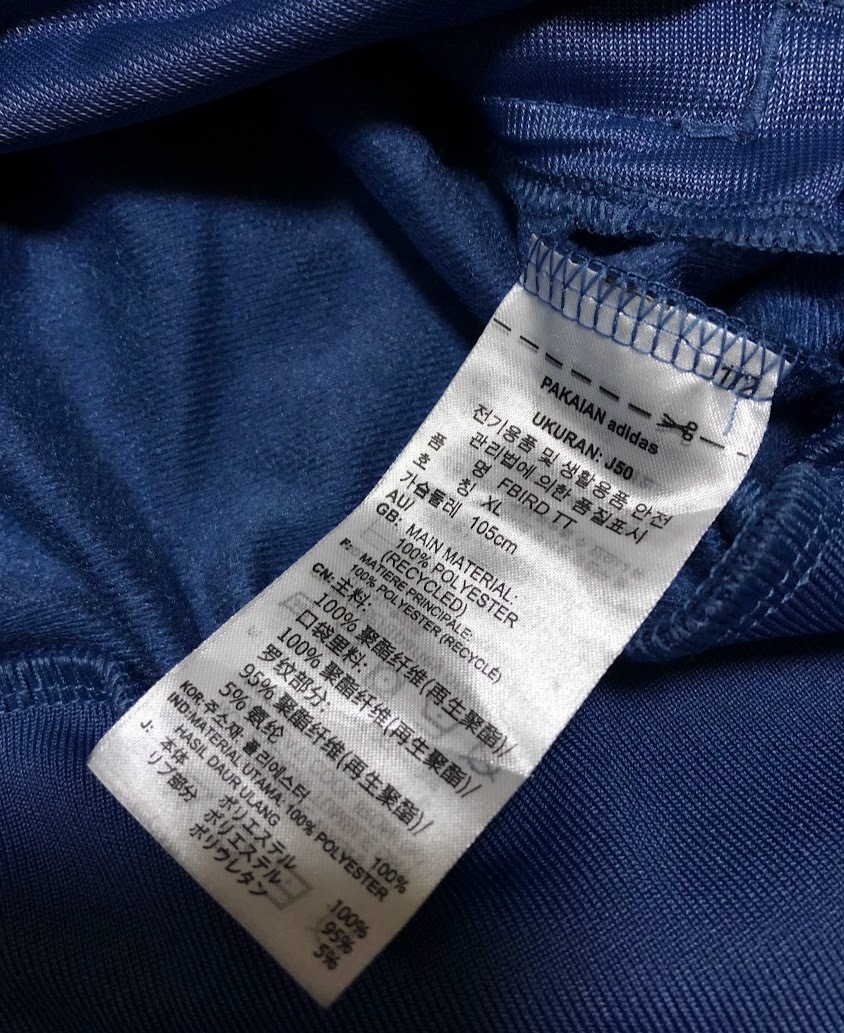 1/2
PAKAIAN adidas
UKURAN: J50
전기용품 및 생활용품 안전
관리법에 의한 품질표시
품 명 FBIRD TT
호 칭 XL
가슴둘레 105cm
AU/
GB: MAIN MATERIAL:
100% POLYESTER
(RECYCLED)
F: MATIERE PRINCIPALE:
100% POLYESTER (RECYCLÉ)
CN: 主料:
100% 聚酯纤维(再生聚酯)/
口袋里料:
100% 聚酯纤维(再生聚酯)/
罗纹部分:
95% 聚酯纤维(再生聚酯)/
5% 氨纶
KOR: 주소재: 폴리에스터 100%
IND:MATERIAL UTAMA: 100% POLYESTER
HASIL DAUR ULANG
J: 本体 ポリエステル 100%
リブ部分 ポリエステル 95%
ポリウレタン 5%